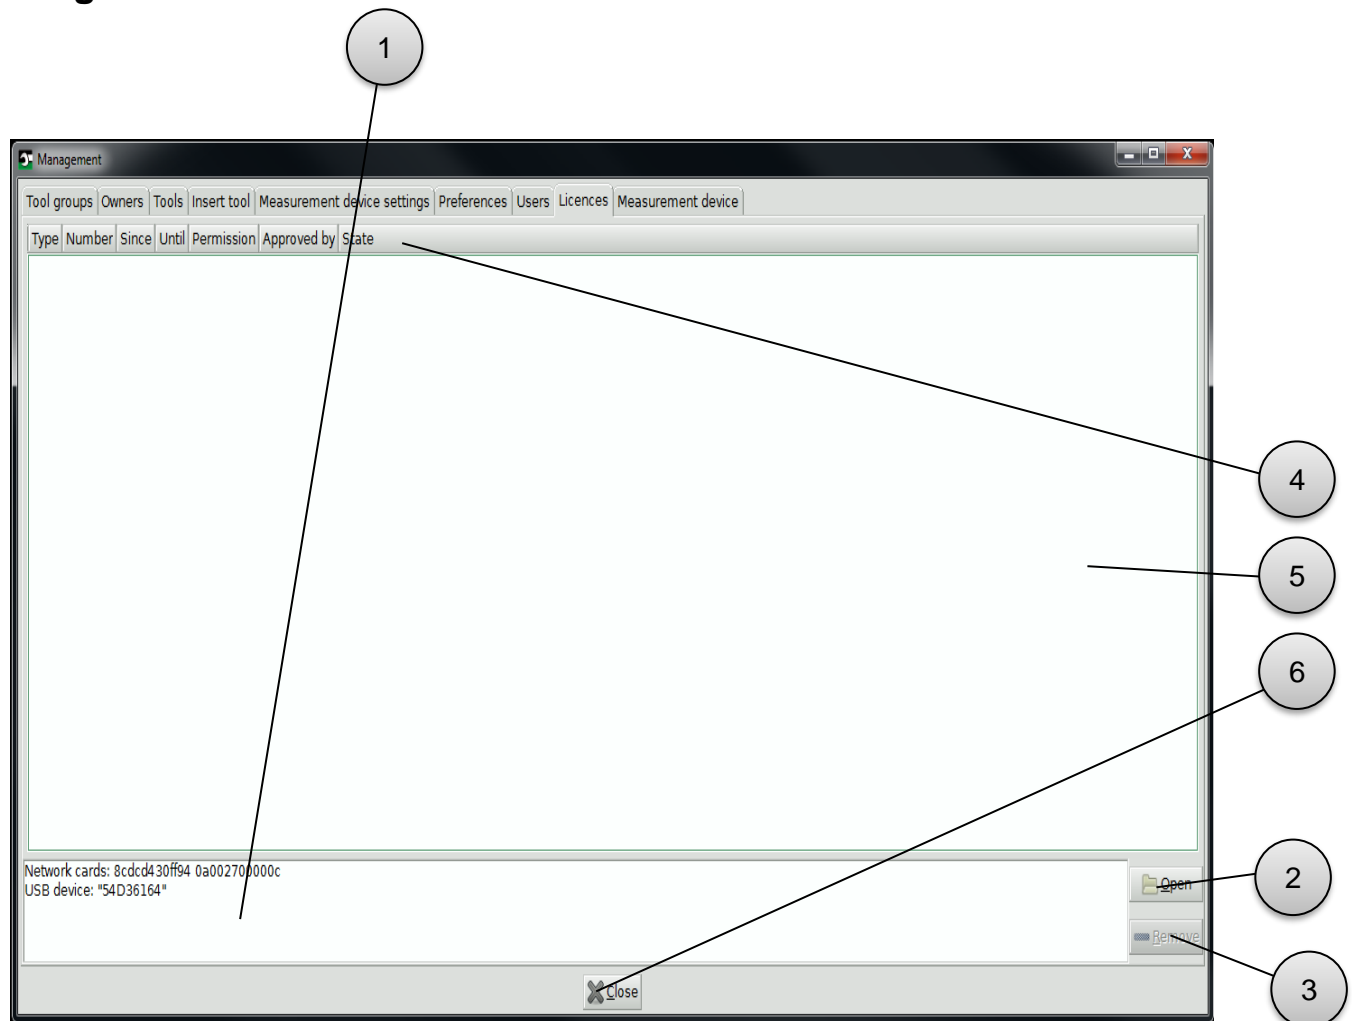 1
Management
Tool groups Owners Tools Insert tool Measurement device settings Preferences Users Licences Measurement device
Type Number Since Until Permission Approved by State
4
5
6
Network cards: 8cdcd430ff94 0a002700000c
USB device: "54D36164"
Open
2
Remove
3
Close